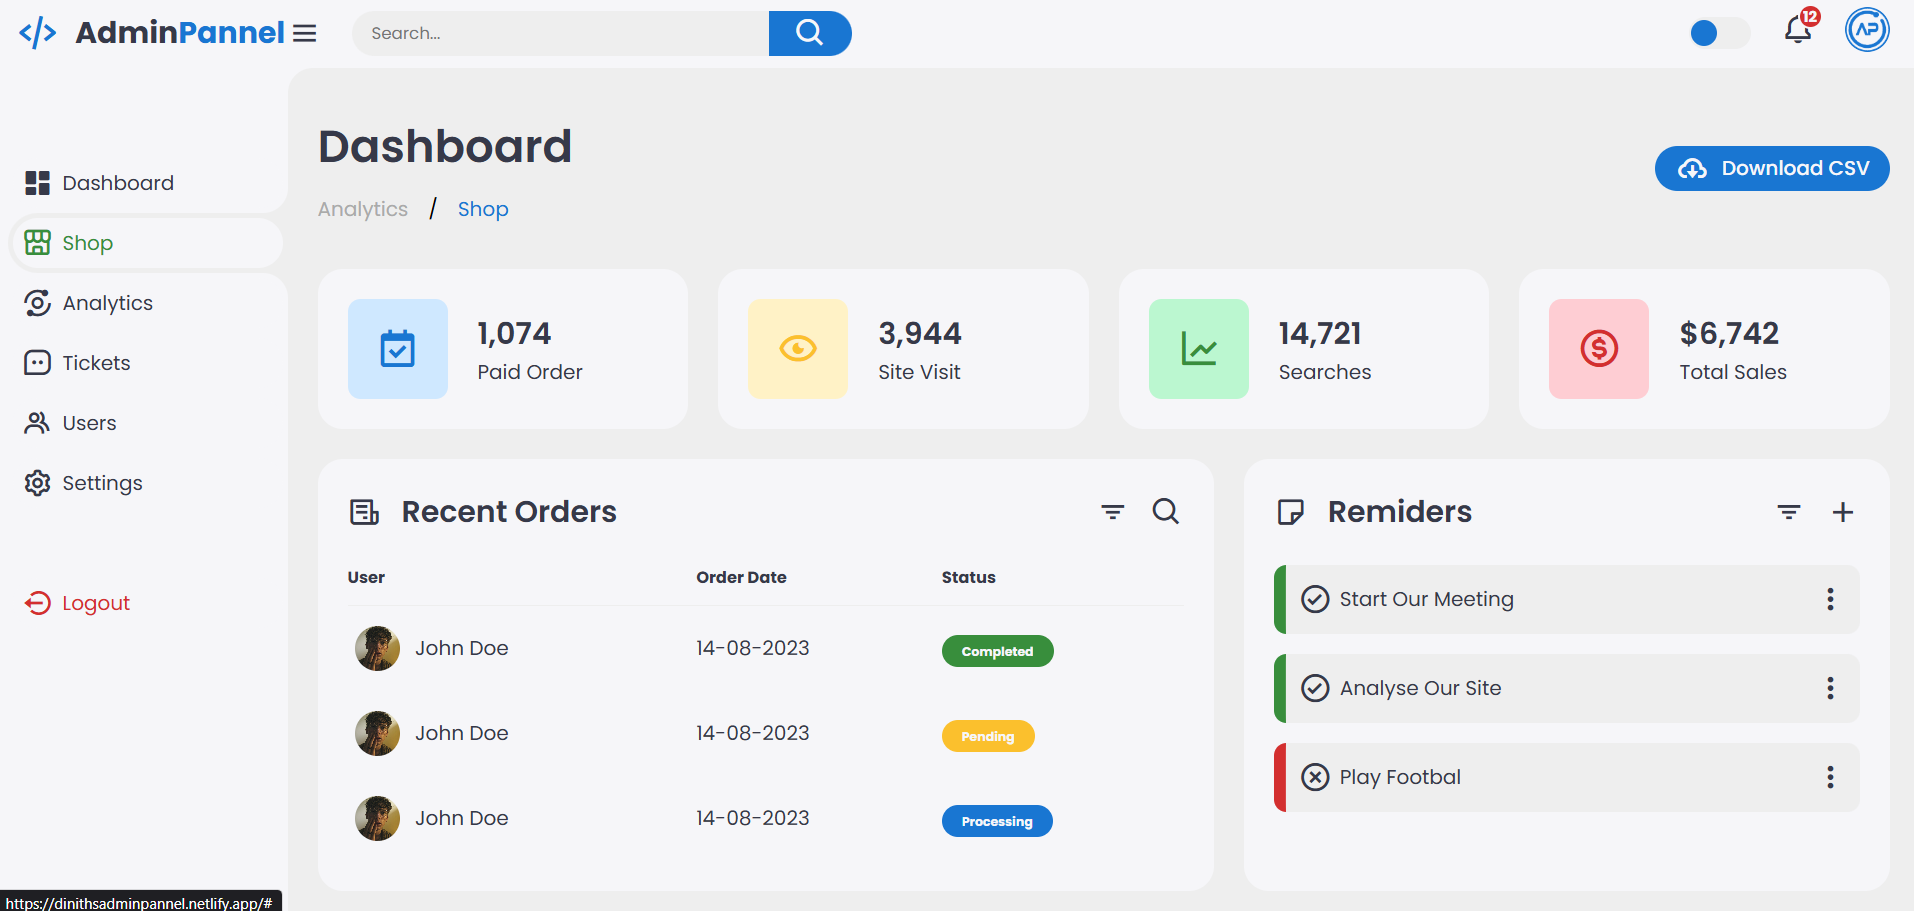 </> AdminPannel
Search...
12
AP
Dashboard
Shop
Analytics
Tickets
Users
Settings
Logout
Dashboard
Analytics / Shop
Download CSV
1,074
Paid Order
3,944
Site Visit
14,721
Searches
$6,742
Total Sales
Recent Orders
User Order Date Status
John Doe 14-08-2023 Completed
John Doe 14-08-2023 Pending
John Doe 14-08-2023 Processing
Remiders
Start Our Meeting
Analyse Our Site
Play Footbal
https://dinithsadminpannel.netlify.app/#